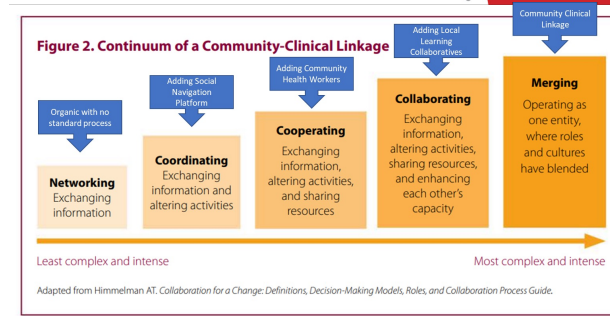 Figure 2. Continuum of a Community-Clinical Linkage
Organic with no
standard process
Adding Social
Navigation
Platform
Adding Community
Health Workers
Adding Local
Learning
Collaboratives
Community Clinical
Linkage
Networking
Exchanging
information
Coordinating
Exchanging
information and
altering activities
Cooperating
Exchanging
information,
altering activities,
and sharing
resources
Collaborating
Exchanging
information,
altering activities,
sharing resources,
and enhancing
each other's
capacity
Merging
Operating as
one entity,
where roles
and cultures
have blended
Least complex and intense
Most complex and intense
Adapted from Himmelman AT. Collaboration for a Change: Definitions, Decision-Making Models, Roles, and Collaboration Process Guide.